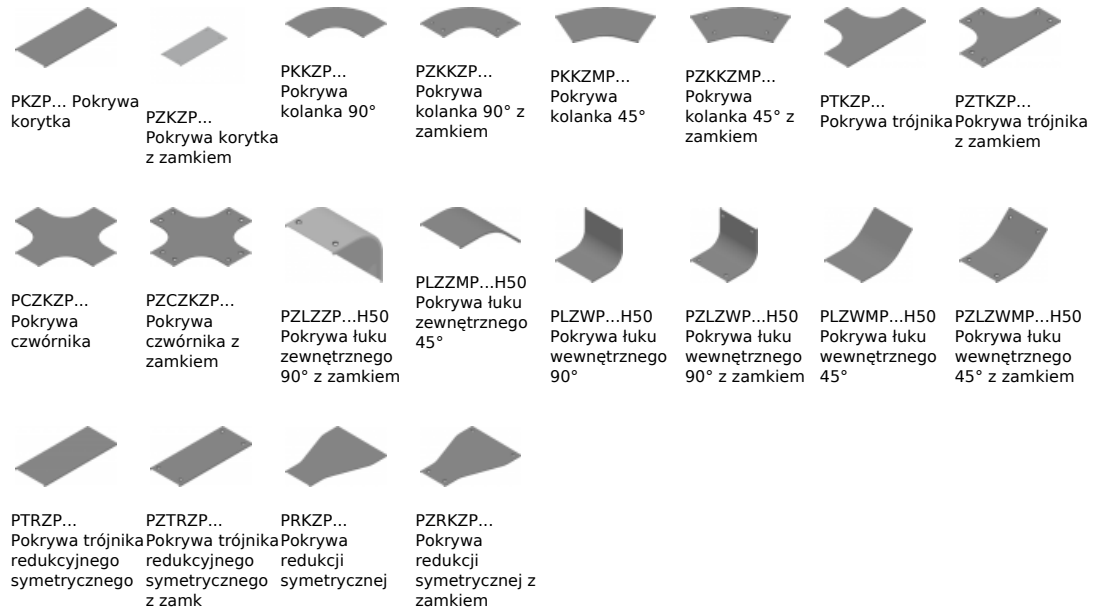 PKZP... Pokrywa
korytka
PZKZP...
Pokrywa korytka
z zamkiem
PKKZP...
Pokrywa
kolanka 90°
PZKKZP...
Pokrywa
kolanka 90° z
zamkiem
PKKZMP...
Pokrywa
kolanka 45°
PZKKZMP...
Pokrywa
kolanka 45° z
zamkiem
PTKZP...
Pokrywa trójnika
PZTKZP...
Pokrywa trójnika
z zamkiem
PCZKZP...
Pokrywa
czwórnika
PZCZKZP...
Pokrywa
czwórnika z
zamkiem
PZLZZP...H50
Pokrywa łuku
zewnętrznego
90° z zamkiem
PLZZMP...H50
Pokrywa łuku
zewnętrznego
45°
PLZWP...H50
Pokrywa łuku
wewnętrznego
90°
PZLZWP...H50
Pokrywa łuku
wewnętrznego
90° z zamkiem
PLZWMP...H50
Pokrywa łuku
wewnętrznego
45°
PZLZWMP...H50
Pokrywa łuku
wewnętrznego
45° z zamkiem
PTRZP...
Pokrywa trójnika
redukcyjnego
symetrycznego
PZTRZP...
Pokrywa trójnika
redukcyjnego
symetrycznego
z zamk
PRKZP...
Pokrywa
redukcji
symetrycznej
PZRKZP...
Pokrywa
redukcji
symetrycznej z
zamkiem